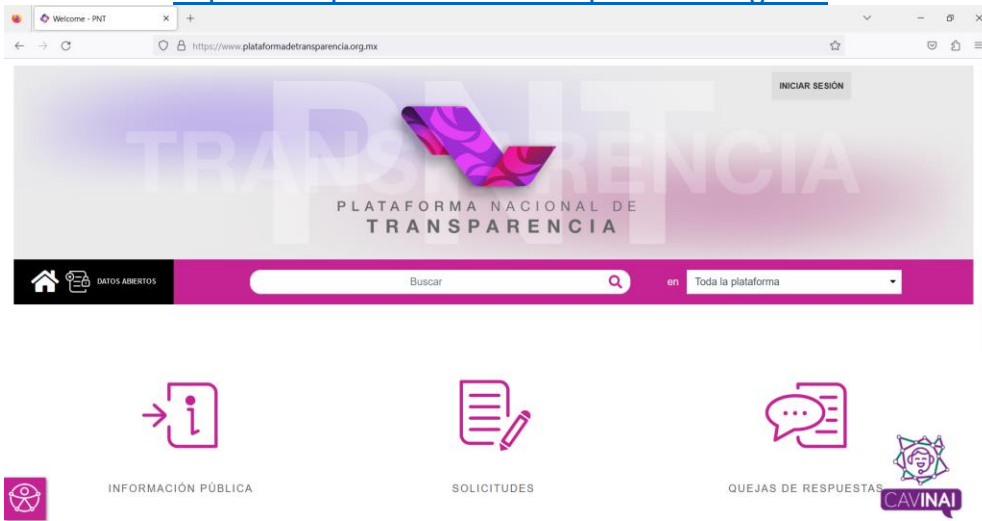 Welcome - PNT
https://www.plataformadetransparencia.org.mx
INICIAR SESIÓN
PNT
TRANSPARENCIA
PLATAFORMA NACIONAL DE
TRANSPARENCIA
DATOS ABIERTOS
Buscar
en
Toda la plataforma
INFORMACIÓN PÚBLICA
SOLICITUDES
QUEJAS DE RESPUESTAS
CAVINAI